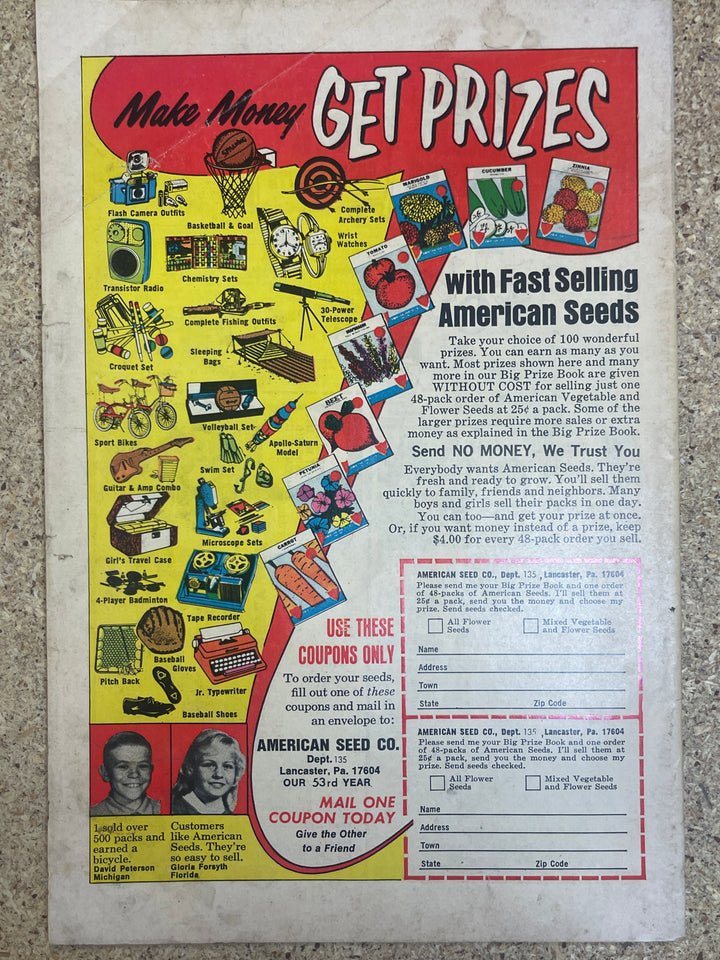 Make Money GET PRIZES
Flash Camera Outfits
Basketball & Goal
Complete
Archery Sets
Wrist
Watches
Transistor Radio
Chemistry Sets
Complete Fishing Outfits
30-Power
Telescope
Croquet Set
Sleeping
Bags
Sport Bikes
Volleyball Set
Apollo-Saturn
Model
Guitar & Amp Combo
Swim Set
Girl's Travel Case
Microscope Sets
4-Player Badminton
Tape Recorder
Pitch Back
Baseball
Gloves
Jr. Typewriter
Baseball Shoes
MARIGOLD
CUCUMBER
ZINNIA
TOMATO
BEET
PETUNIA
CARROT
with Fast Selling
American Seeds
Take your choice of 100 wonderful
prizes. You can earn as many as you
want. Most prizes shown here and many
more in our Big Prize Book are given
WITHOUT COST for selling just one
48-pack order of American Vegetable and
Flower Seeds at 25¢ a pack. Some of the
larger prizes require more sales or extra
money as explained in the Big Prize Book.
Send NO MONEY, We Trust You
Everybody wants American Seeds. They're
fresh and ready to grow. You'll sell them
quickly to family, friends and neighbors. Many
boys and girls sell their packs in one day.
You can too—and get your prize at once.
Or, if you want money instead of a prize, keep
$4.00 for every 48-pack order you sell.
USE THESE
COUPONS ONLY
To order your seeds,
fill out one of these
coupons and mail in
an envelope to:
AMERICAN SEED CO.
Dept. 135
Lancaster, Pa. 17604
OUR 53rd YEAR
MAIL ONE
COUPON TODAY
Give the Other
to a Friend
AMERICAN SEED CO., Dept. 135, Lancaster, Pa. 17604
Please send me your Big Prize Book and one order
of 48-packs of American Seeds. I'll sell them at
25¢ a pack, send you the money and choose my
prize. Send seeds checked.
All Flower
Seeds
Mixed Vegetable
and Flower Seeds
Name
Address
Town
State Zip Code
AMERICAN SEED CO., Dept. 135, Lancaster, Pa. 17604
Please send me your Big Prize Book and one order
of 48-packs of American Seeds. I'll sell them at
25¢ a pack, send you the money and choose my
prize. Send seeds checked.
All Flower
Seeds
Mixed Vegetable
and Flower Seeds
Name
Address
Town
State Zip Code
I sold over
500 packs and
earned a
bicycle.
David Peterson
Michigan
Customers
like American
Seeds. They're
so easy to sell.
Gloria Forsyth
Florida